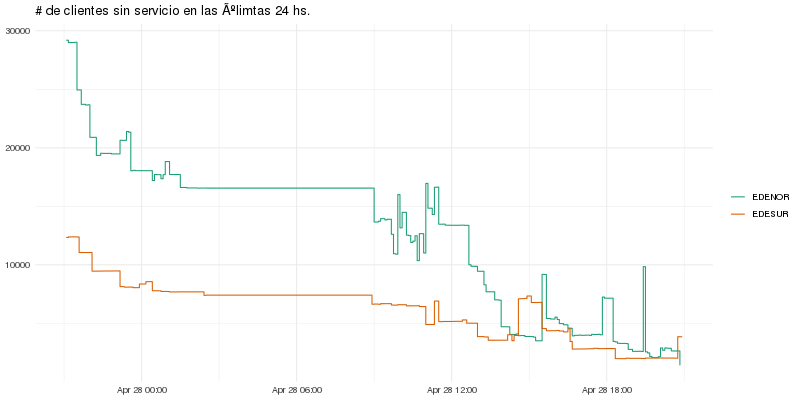 # de clientes sin servicio en las Ãºlimtas 24 hs.
30000
20000
10000
Apr 28 00:00
Apr 28 06:00
Apr 28 12:00
Apr 28 18:00
EDENOR
EDESUR